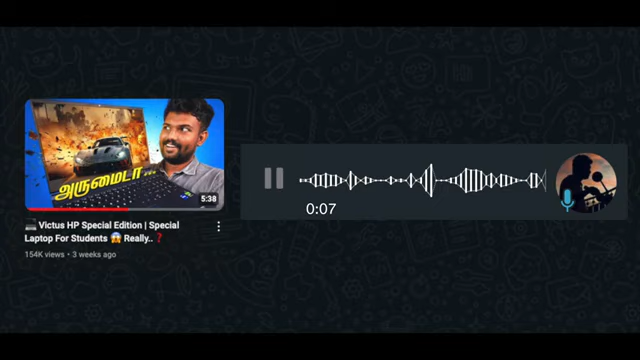 அருமைடா...
5:38
Victus HP Special Edition | Special
Laptop For Students 😱 Really.. ❓
154K views • 3 weeks ago
0:07